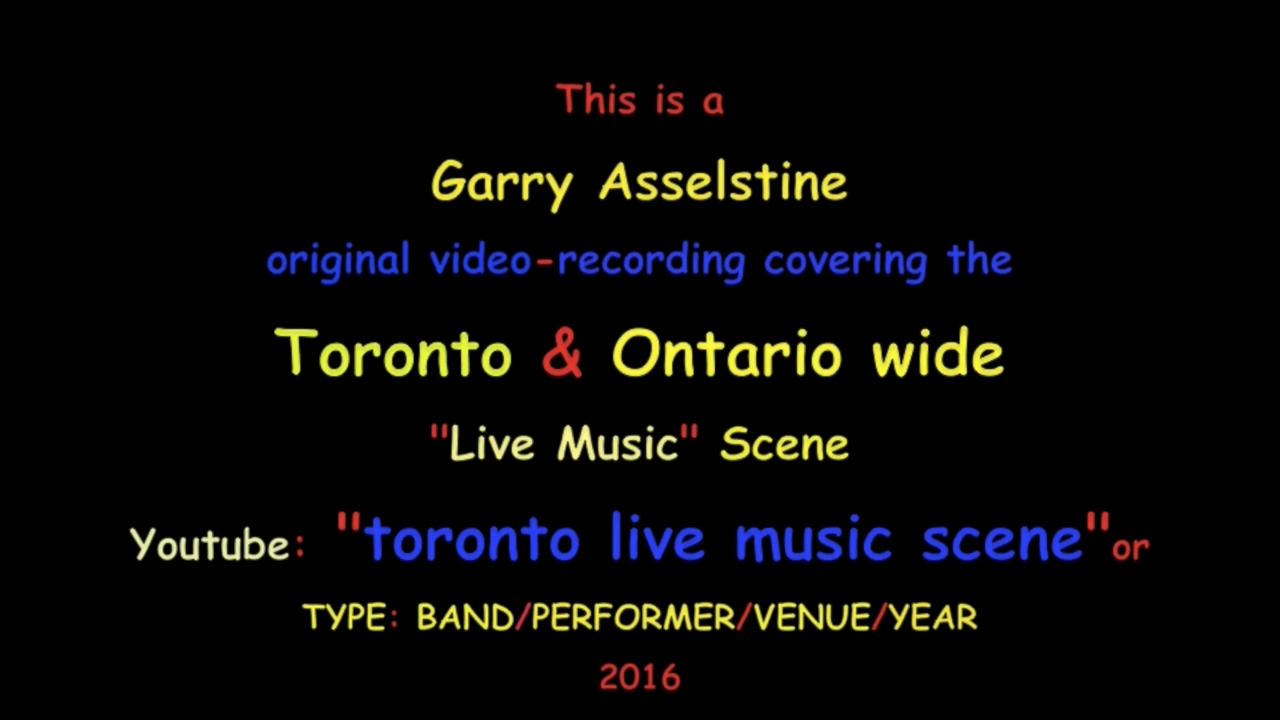 This is a
Garry Asselstine
original video-recording covering the
Toronto & Ontario wide
"Live Music" Scene
Youtube: "toronto live music scene"or
TYPE: BAND/PERFORMER/VENUE/YEAR
2016